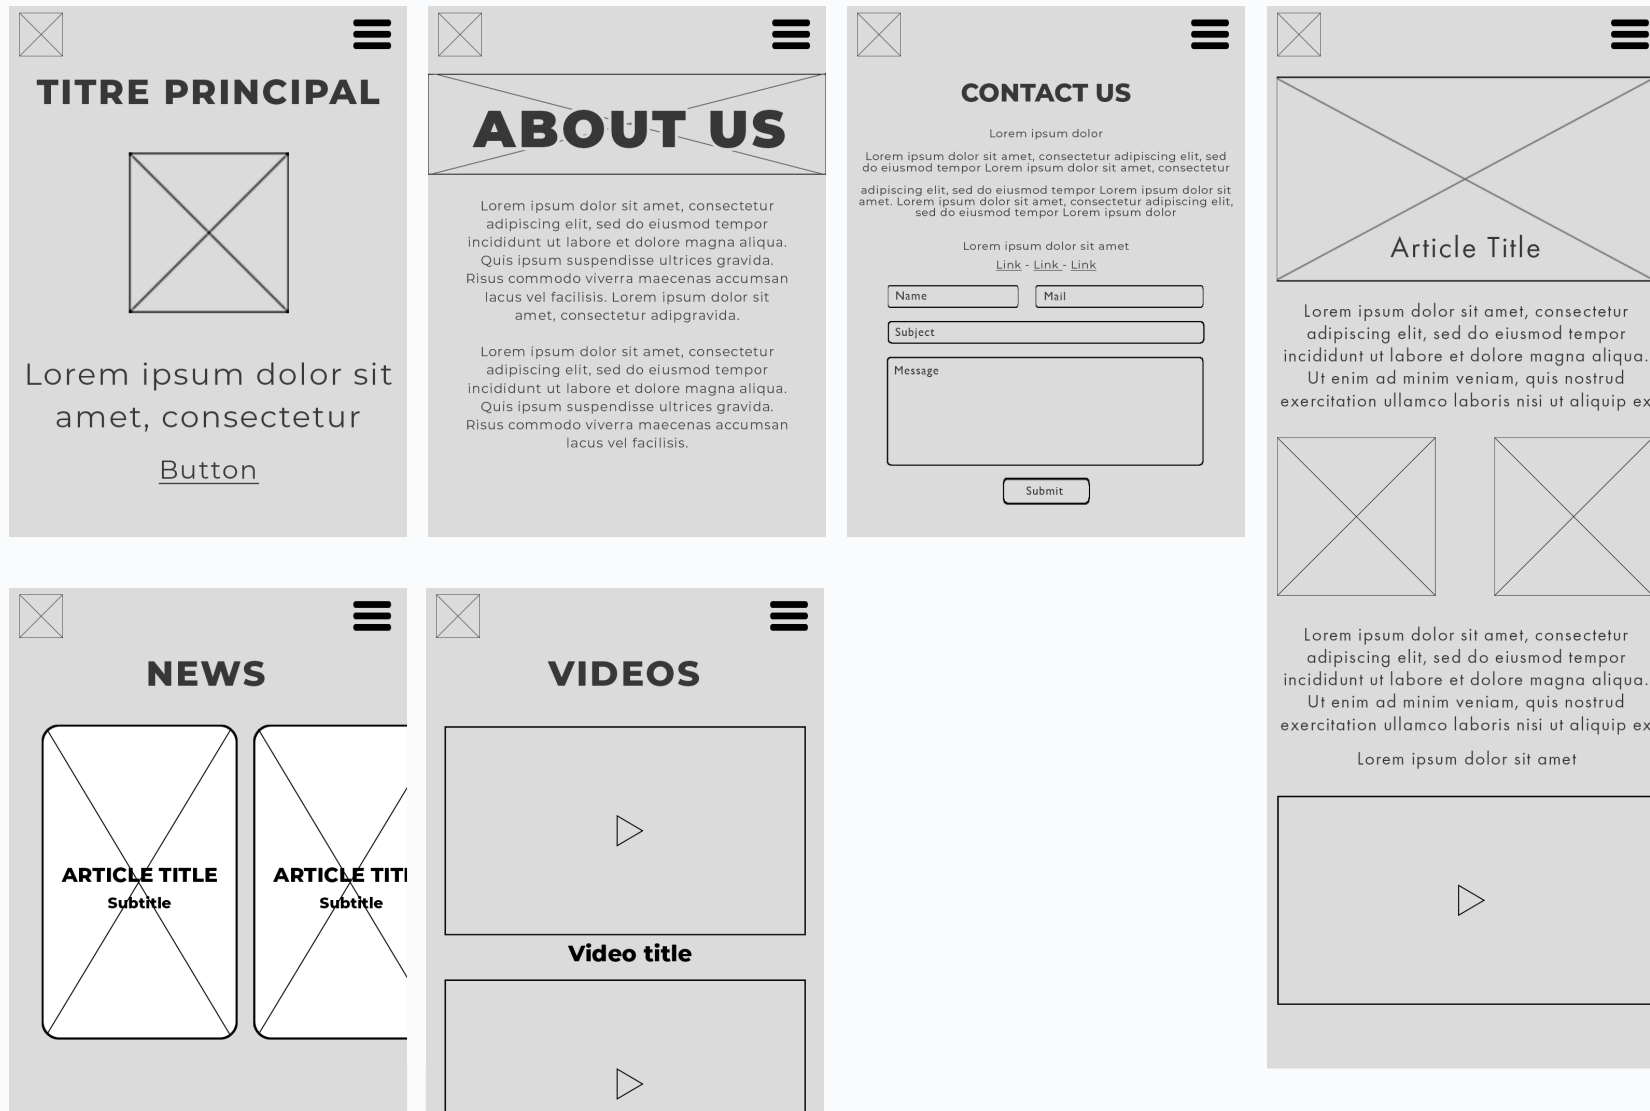 TITRE PRINCIPAL
Lorem ipsum dolor sit
amet, consectetur
Button
ABOUT US
Lorem ipsum dolor sit amet, consectetur
adipiscing elit, sed do eiusmod tempor
incididunt ut labore et dolore magna aliqua.
Quis ipsum suspendisse ultrices gravida.
Risus commodo viverra maecenas accumsan
lacus vel facilisis. Lorem ipsum dolor sit
amet, consectetur adipgravida.
Lorem ipsum dolor sit amet, consectetur
adipiscing elit, sed do eiusmod tempor
incididunt ut labore et dolore magna aliqua.
Quis ipsum suspendisse ultrices gravida.
Risus commodo viverra maecenas accumsan
lacus vel facilisis.
CONTACT US
Lorem ipsum dolor
Lorem ipsum dolor sit amet, consectetur adipiscing elit, sed
do eiusmod tempor Lorem ipsum dolor sit amet, consectetur
adipiscing elit, sed do eiusmod tempor Lorem ipsum dolor sit
amet. Lorem ipsum dolor sit amet, consectetur adipiscing elit,
sed do eiusmod tempor Lorem ipsum dolor
Lorem ipsum dolor sit amet
Link - Link - Link
Name
Mail
Subject
Message
Submit
Article Title
Lorem ipsum dolor sit amet, consectetur
adipiscing elit, sed do eiusmod tempor
incididunt ut labore et dolore magna aliqua.
Ut enim ad minim veniam, quis nostrud
exercitation ullamco laboris nisi ut aliquip ex
Lorem ipsum dolor sit amet, consectetur
adipiscing elit, sed do eiusmod tempor
incididunt ut labore et dolore magna aliqua.
Ut enim ad minim veniam, quis nostrud
exercitation ullamco laboris nisi ut aliquip ex
Lorem ipsum dolor sit amet
NEWS
ARTICLE TITLE
Subtitle
ARTICLE TITL
Subtitle
VIDEOS
Video title